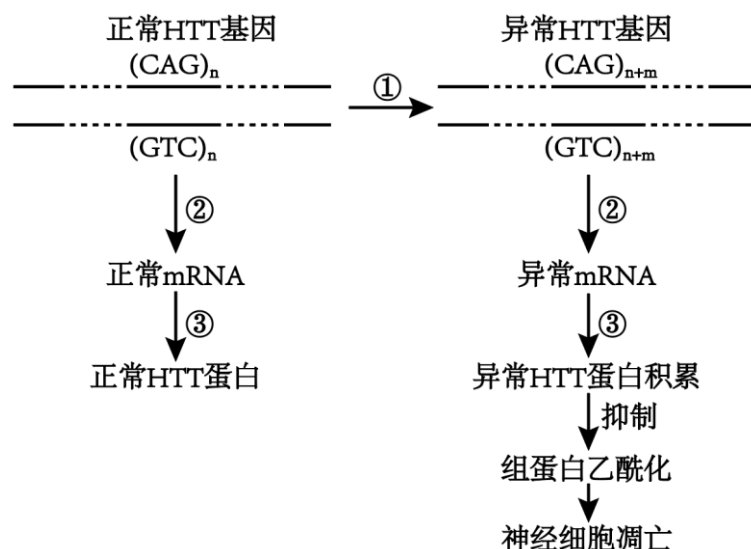 正常HTT基因
(CAG)n
(GTC)n
②
正常mRNA
③
正常HTT蛋白
①
异常HTT基因
(CAG)n+m
(GTC)n+m
②
异常mRNA
③
异常HTT蛋白积累
抑制
组蛋白乙酰化
神经细胞凋亡